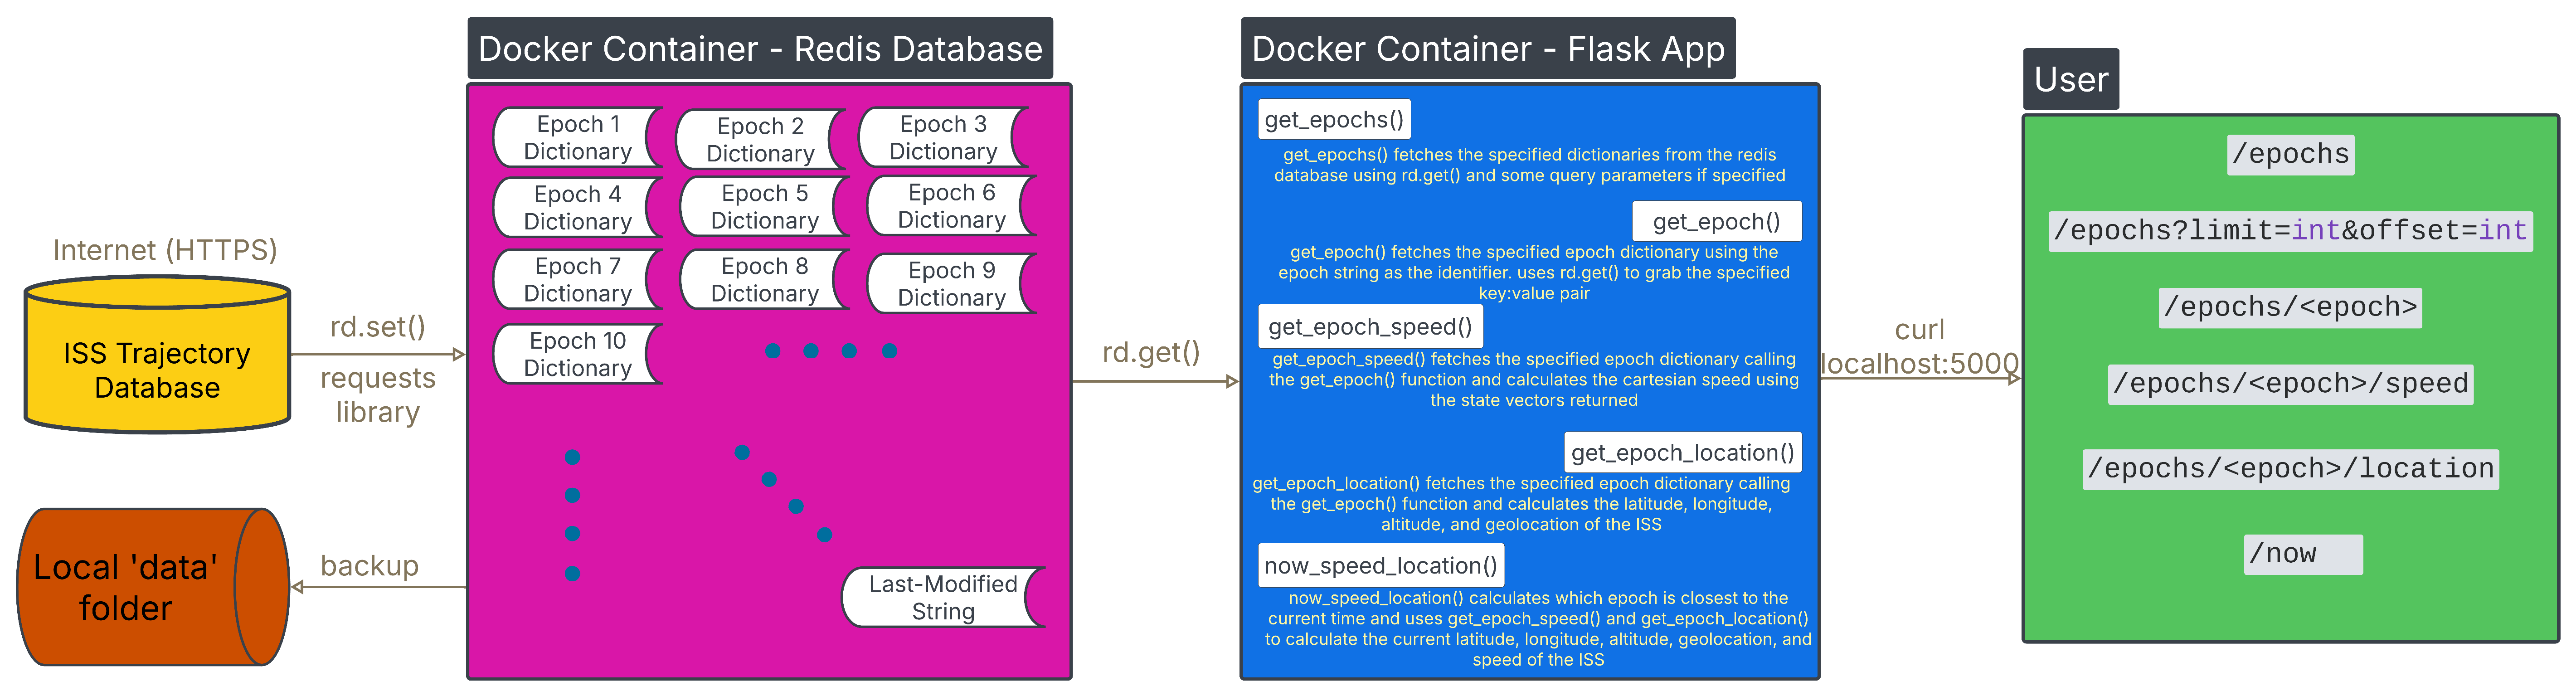 Internet (HTTPS)
ISS Trajectory
Database
rd.set()
requests
library
Local 'data'
folder
backup
Docker Container - Redis Database
Epoch 1
Dictionary
Epoch 2
Dictionary
Epoch 3
Dictionary
Epoch 4
Dictionary
Epoch 5
Dictionary
Epoch 6
Dictionary
Epoch 7
Dictionary
Epoch 8
Dictionary
Epoch 9
Dictionary
Epoch 10
Dictionary
Last-Modified
String
rd.get()
Docker Container - Flask App
get_epochs()
get_epochs() fetches the specified dictionaries from the redis
database using rd.get() and some query parameters if specified
get_epoch()
get_epoch() fetches the specified epoch dictionary using the
epoch string as the identifier. uses rd.get() to grab the specified
key:value pair
get_epoch_speed()
get_epoch_speed() fetches the specified epoch dictionary calling
the get_epoch() function and calculates the cartesian speed using
the state vectors returned
get_epoch_location()
get_epoch_location() fetches the specified epoch dictionary calling
the get_epoch() function and calculates the latitude, longitude,
altitude, and geolocation of the ISS
now_speed_location()
now_speed_location() calculates which epoch is closest to the
current time and uses get_epoch_speed() and get_epoch_location()
to calculate the current latitude, longitude, altitude, geolocation, and
speed of the ISS
curl
localhost:5000
User
/epochs
/epochs?limit=int&offset=int
/epochs/<epoch>
/epochs/<epoch>/speed
/epochs/<epoch>/location
/now